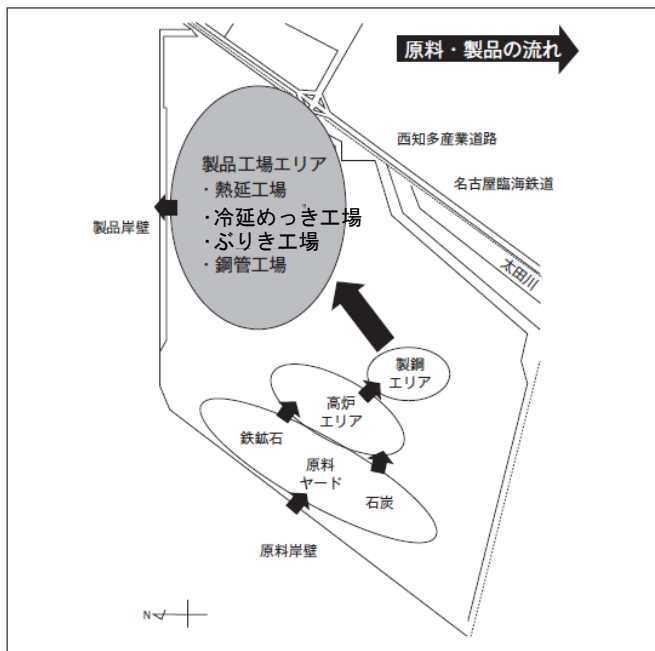 原料・製品の流れ
西知多産業道路
名古屋臨海鉄道
太田川
製品工場エリア
・熱延工場
・冷延めっき工場
・ぶりき工場
・鋼管工場
製品岸壁
製鋼
エリア
高炉
エリア
鉄鉱石
原料
ヤード
石炭
原料岸壁
N